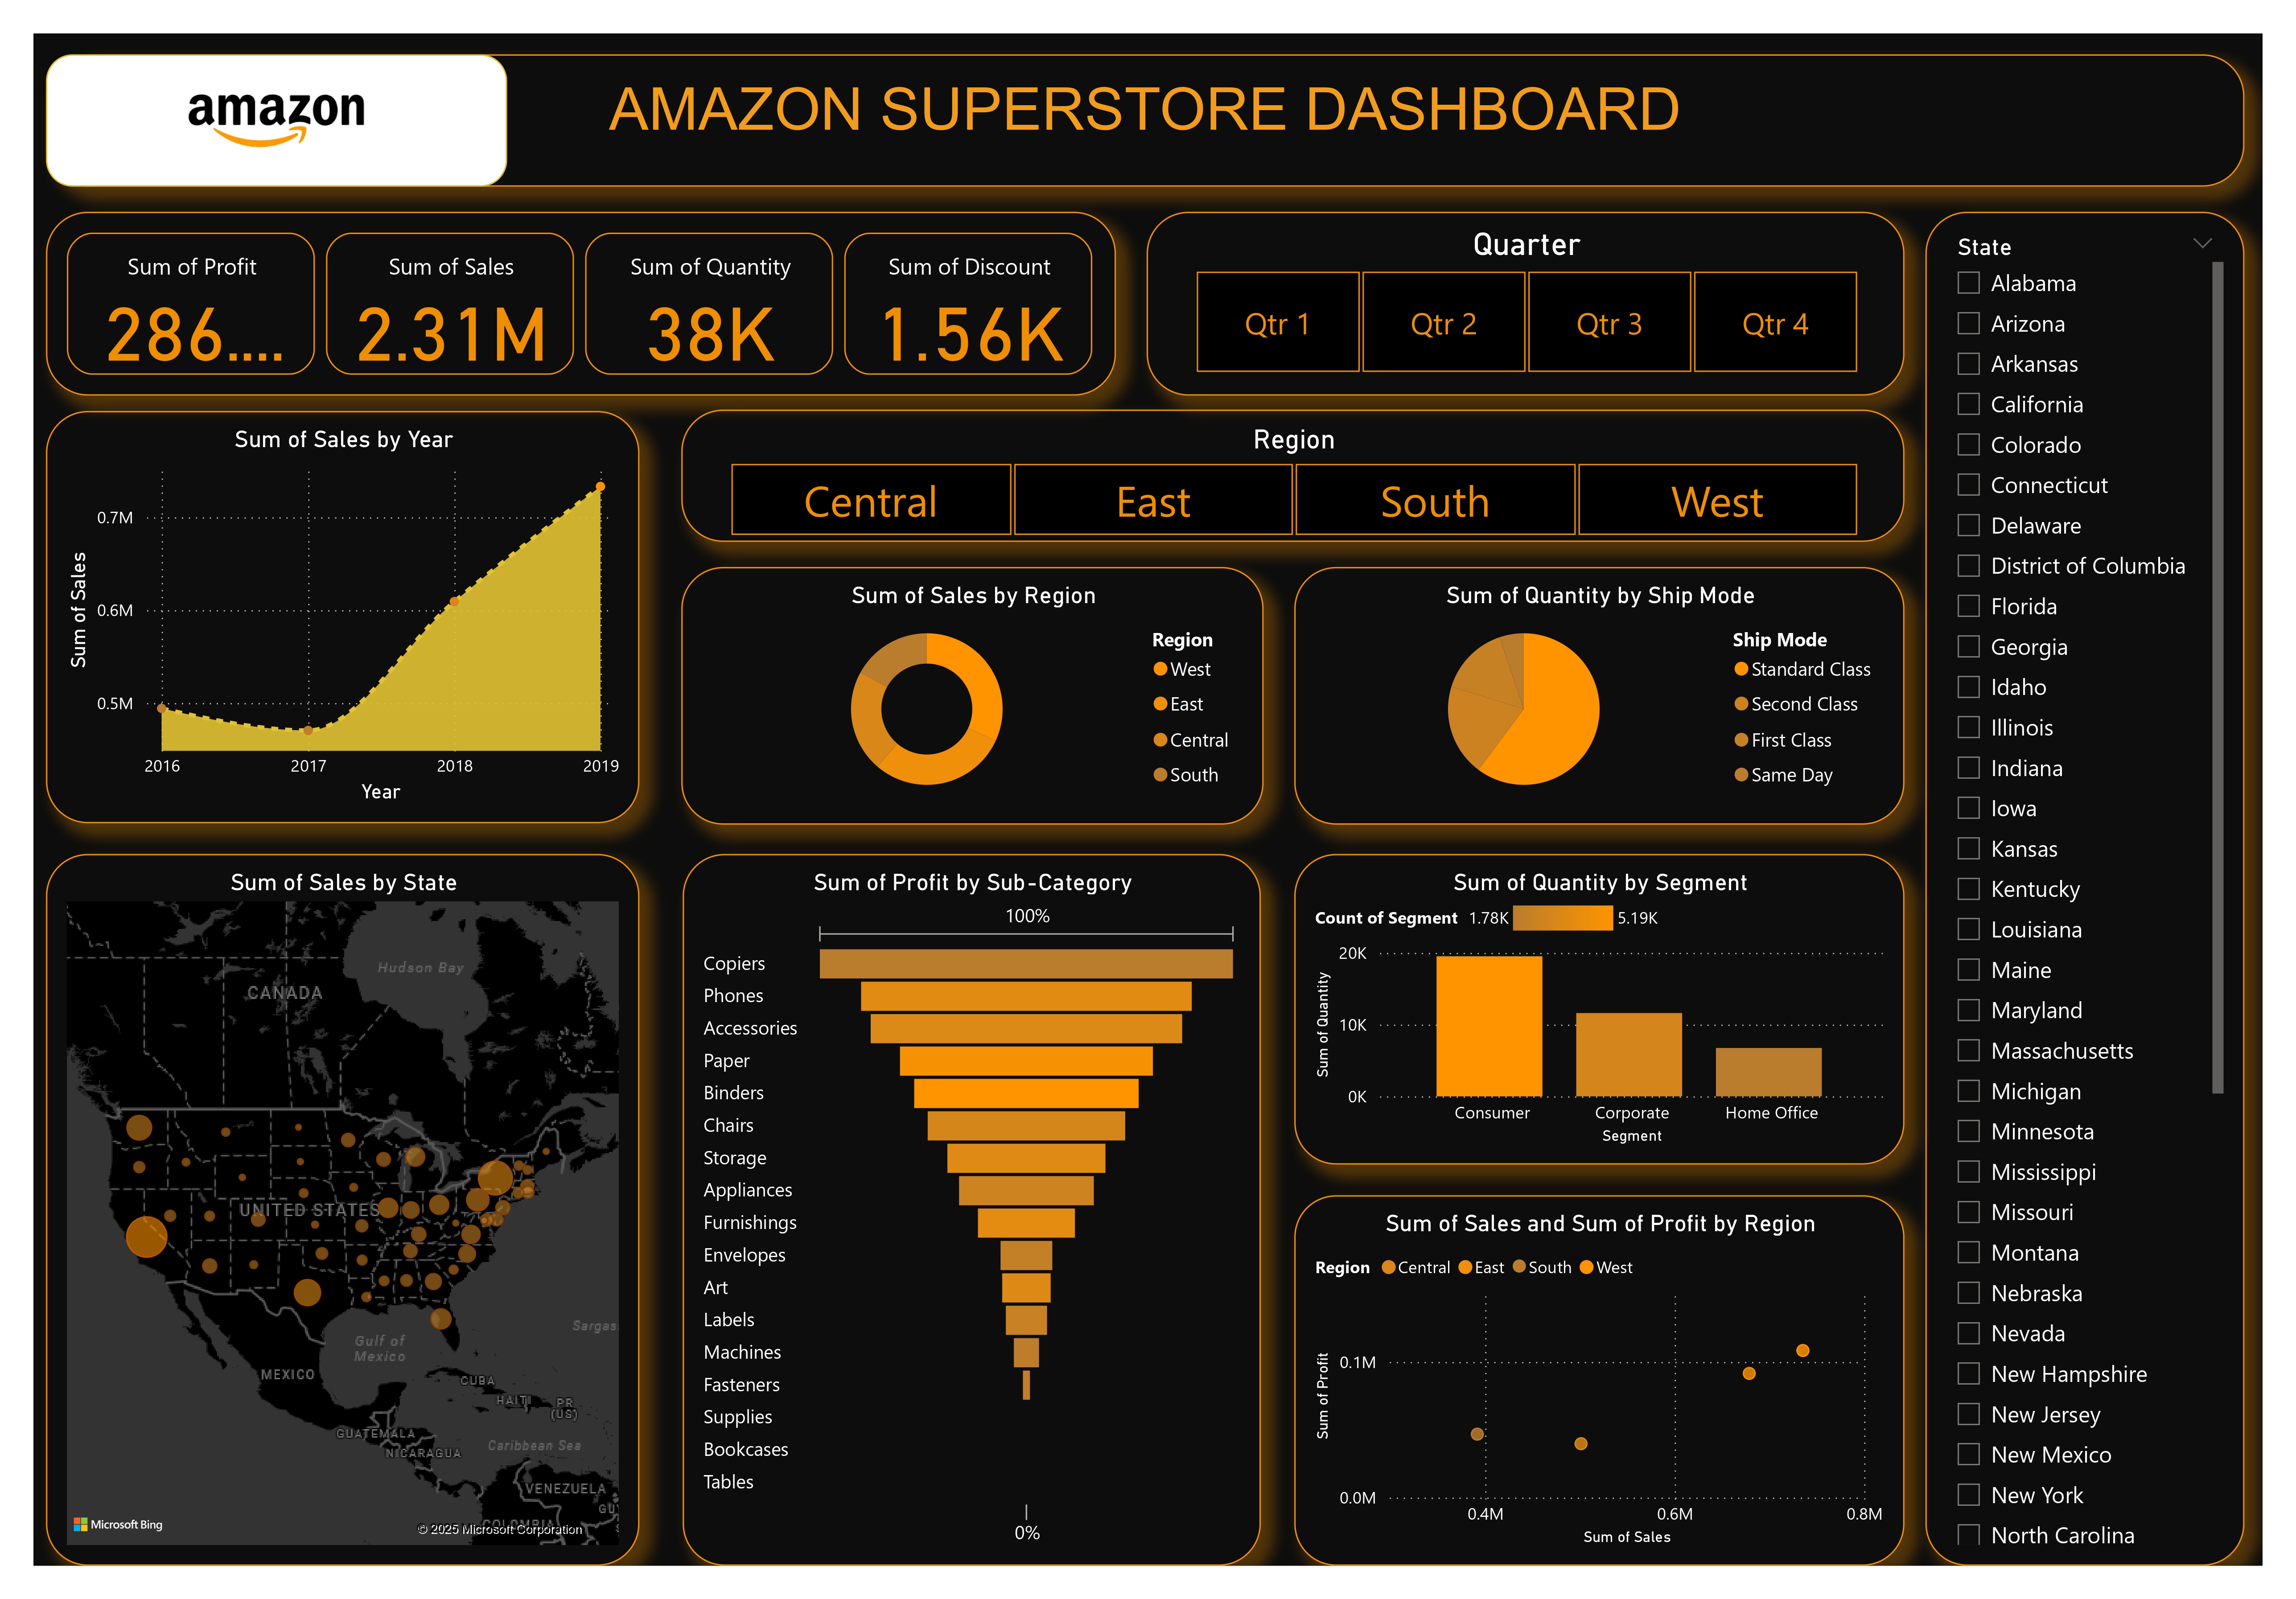 amazon
AMAZON SUPERSTORE DASHBOARD
Sum of Profit
286....
Sum of Sales
2.31M
Sum of Quantity
38K
Sum of Discount
1.56K
Quarter
Qtr 1
Qtr 2
Qtr 3
Qtr 4
State
Alabama
Arizona
Arkansas
California
Colorado
Connecticut
Delaware
District of Columbia
Florida
Georgia
Idaho
Illinois
Indiana
Iowa
Kansas
Kentucky
Louisiana
Maine
Maryland
Massachusetts
Michigan
Minnesota
Mississippi
Missouri
Montana
Nebraska
Nevada
New Hampshire
New Jersey
New Mexico
New York
North Carolina
Sum of Sales by Year
Sum of Sales
0.7M
0.6M
0.5M
2016
2017
2018
2019
Year
Region
Central
East
South
West
Sum of Sales by Region
Region
West
East
Central
South
Sum of Quantity by Ship Mode
Ship Mode
Standard Class
Second Class
First Class
Same Day
Sum of Sales by State
Hudson Bay
CANADA
UNITED STATES
Gulf of
Mexico
Sargas
MEXICO
CUBA
HAITI
PR
(US)
GUATEMALA
NICARAGUA
Caribbean Sea
VENEZUELA
GU
COLOMBIA
Microsoft Bing
© 2025 Microsoft Corporation
Sum of Profit by Sub-Category
100%
Copiers
Phones
Accessories
Paper
Binders
Chairs
Storage
Appliances
Furnishings
Envelopes
Art
Labels
Machines
Fasteners
Supplies
Bookcases
Tables
0%
Sum of Quantity by Segment
Count of Segment 1.78K 5.19K
Sum of Quantity
20K
10K
0K
Consumer
Corporate
Home Office
Segment
Sum of Sales and Sum of Profit by Region
Region Central East South West
Sum of Profit
0.1M
0.0M
0.4M
0.6M
0.8M
Sum of Sales